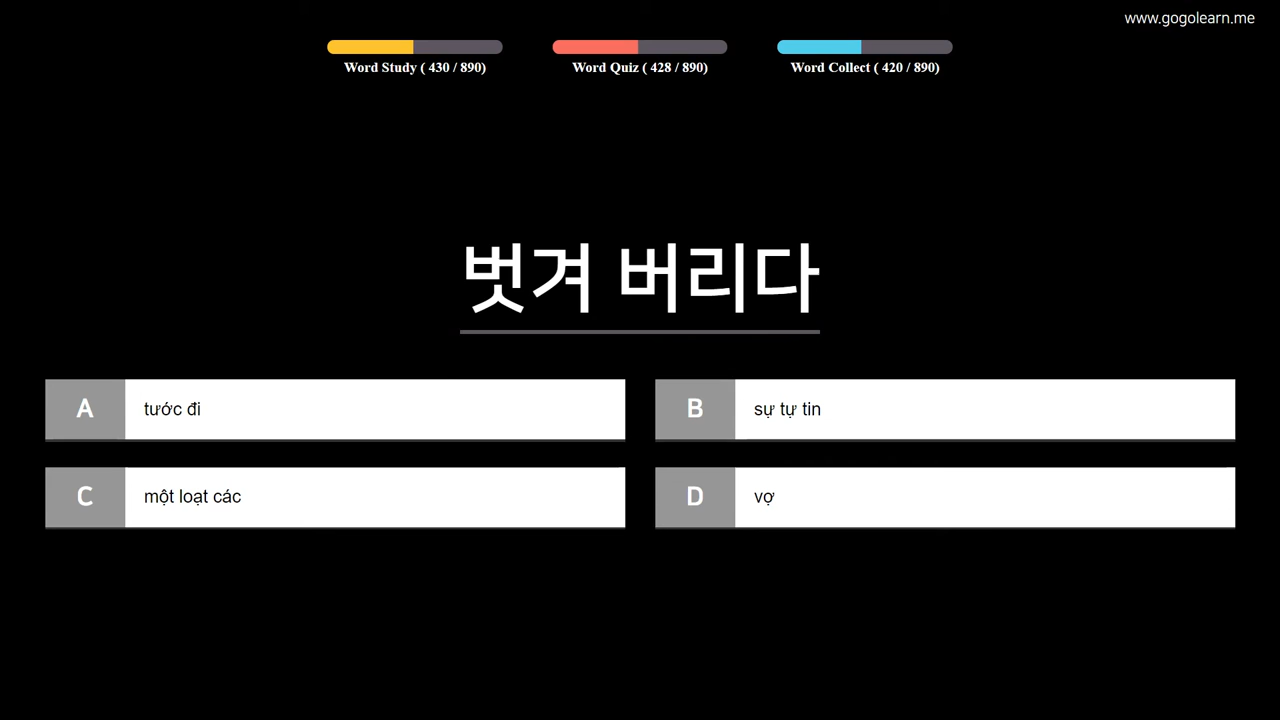 www.gogolearn.me
Word Study ( 430 / 890)
Word Quiz ( 428 / 890)
Word Collect ( 420 / 890)
벗겨 버리다
A tước đi
B sự tự tin
C một loạt các
D vợ